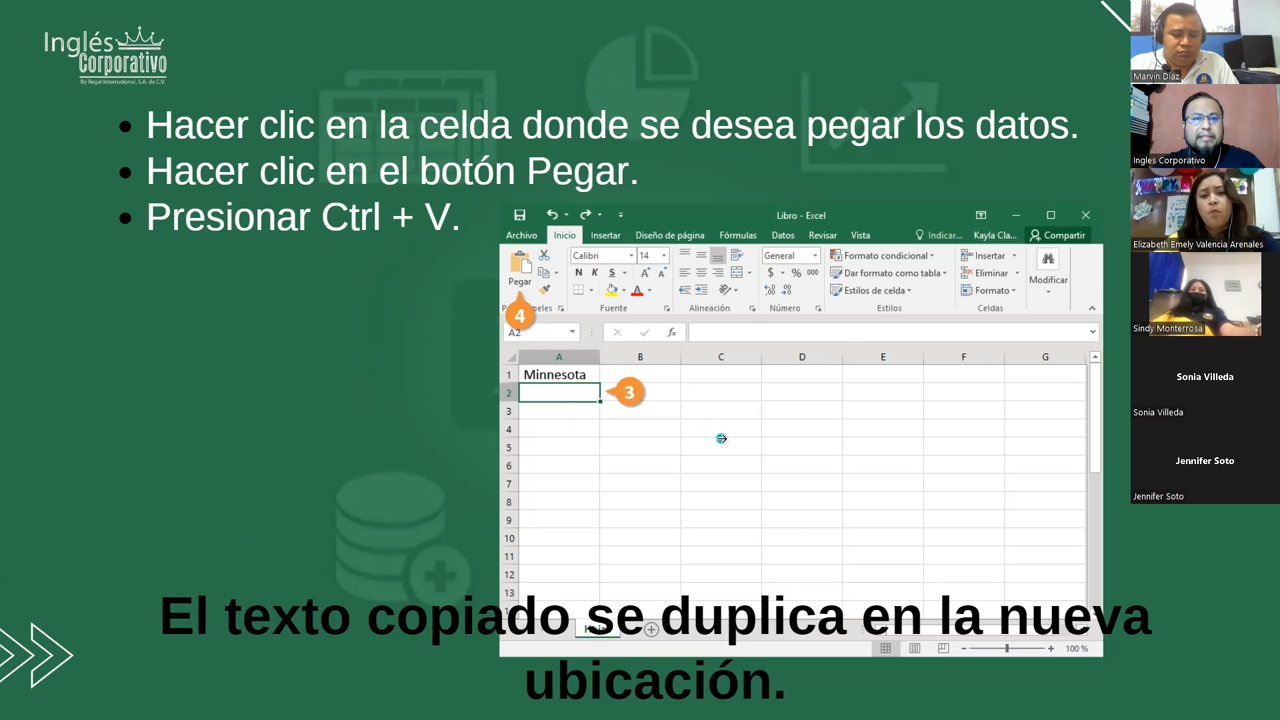 Inglés
Corporativo
By Regal International, S.A. de C.V.
• Hacer clic en la celda donde se desea pegar los datos.
• Hacer clic en el botón Pegar.
• Presionar Ctrl + V.
Libro - Excel
Archivo Inicio Insertar Diseño de página Fórmulas Datos Revisar Vista Indicar... Kayla Cla... Compartir
Pegar
Calibri 14
General
N K S A A
$ % 000
Formato condicional
Dar formato como tabla
Estilos de celda
Insertar
Eliminar
Formato
Modificar
Fuente Alineación Número Estilos Celdas
4
A2
fx
A B C D E F G
1 Minnesota
2
3
3
4
5
6
7
8
9
10
11
12
13
100 %
El texto copiado se duplica en la nueva
ubicación.
Marvin Díaz
Ingles Corporativo
Elizabeth Emely Valencia Arenales
Sindy Monterrosa
Sonia Villeda
Sonia Villeda
Jennifer Soto
Jennifer Soto